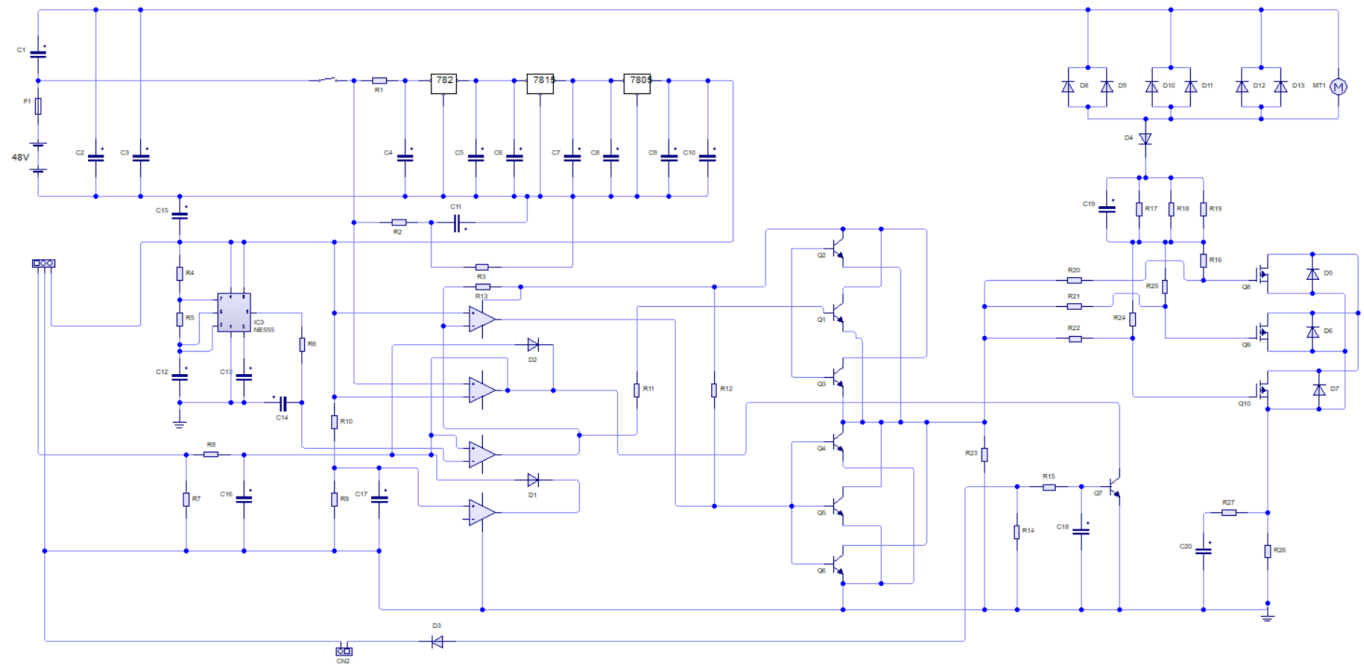 C1
F1
48V
C2
C3
R1
782
7815
7805
C4
C5
C6
C7
C8
C9
C10
D8
D9
D10
D11
D12
D13
MT1
M
D4
C15
R2
C11
R3
C19
R17
R18
R19
R4
R13
Q2
R16
R20
R25
Q8
D5
R5
IC3
NE555
Q1
R21
R24
Q9
D6
R6
D2
R22
C12
C13
Q3
R11
R12
D7
C14
Q10
R10
R8
Q4
R23
R7
C16
R9
C17
D1
Q5
R15
Q7
R14
C18
R27
Q6
C20
R26
D3
CN2